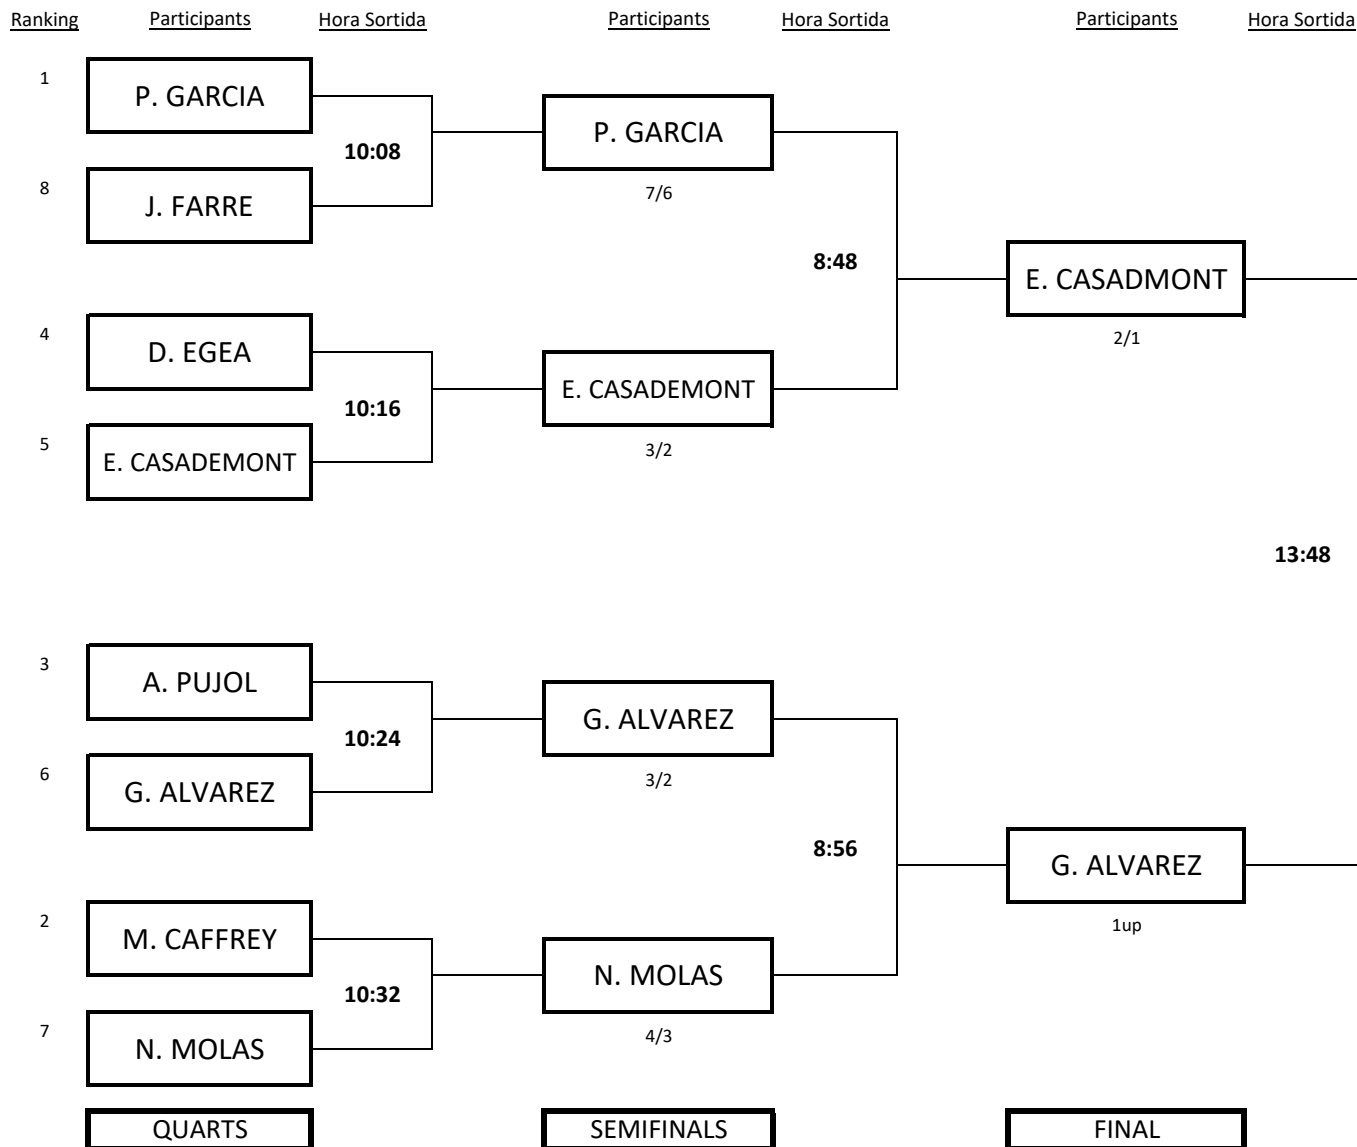 Ranking Participants Hora Sortida Participants Hora Sortida Participants Hora Sortida
1
P. GARCIA
10:08
8
J. FARRE
P. GARCIA
7/6
4
D. EGEA
10:16
5
E. CASADEMONT
E. CASADEMONT
3/2
8:48
E. CASADMONT
2/1
13:48
3
A. PUJOL
10:24
6
G. ALVAREZ
G. ALVAREZ
3/2
2
M. CAFFREY
10:32
7
N. MOLAS
N. MOLAS
4/3
8:56
G. ALVAREZ
1up
QUARTS SEMIFINALS FINAL